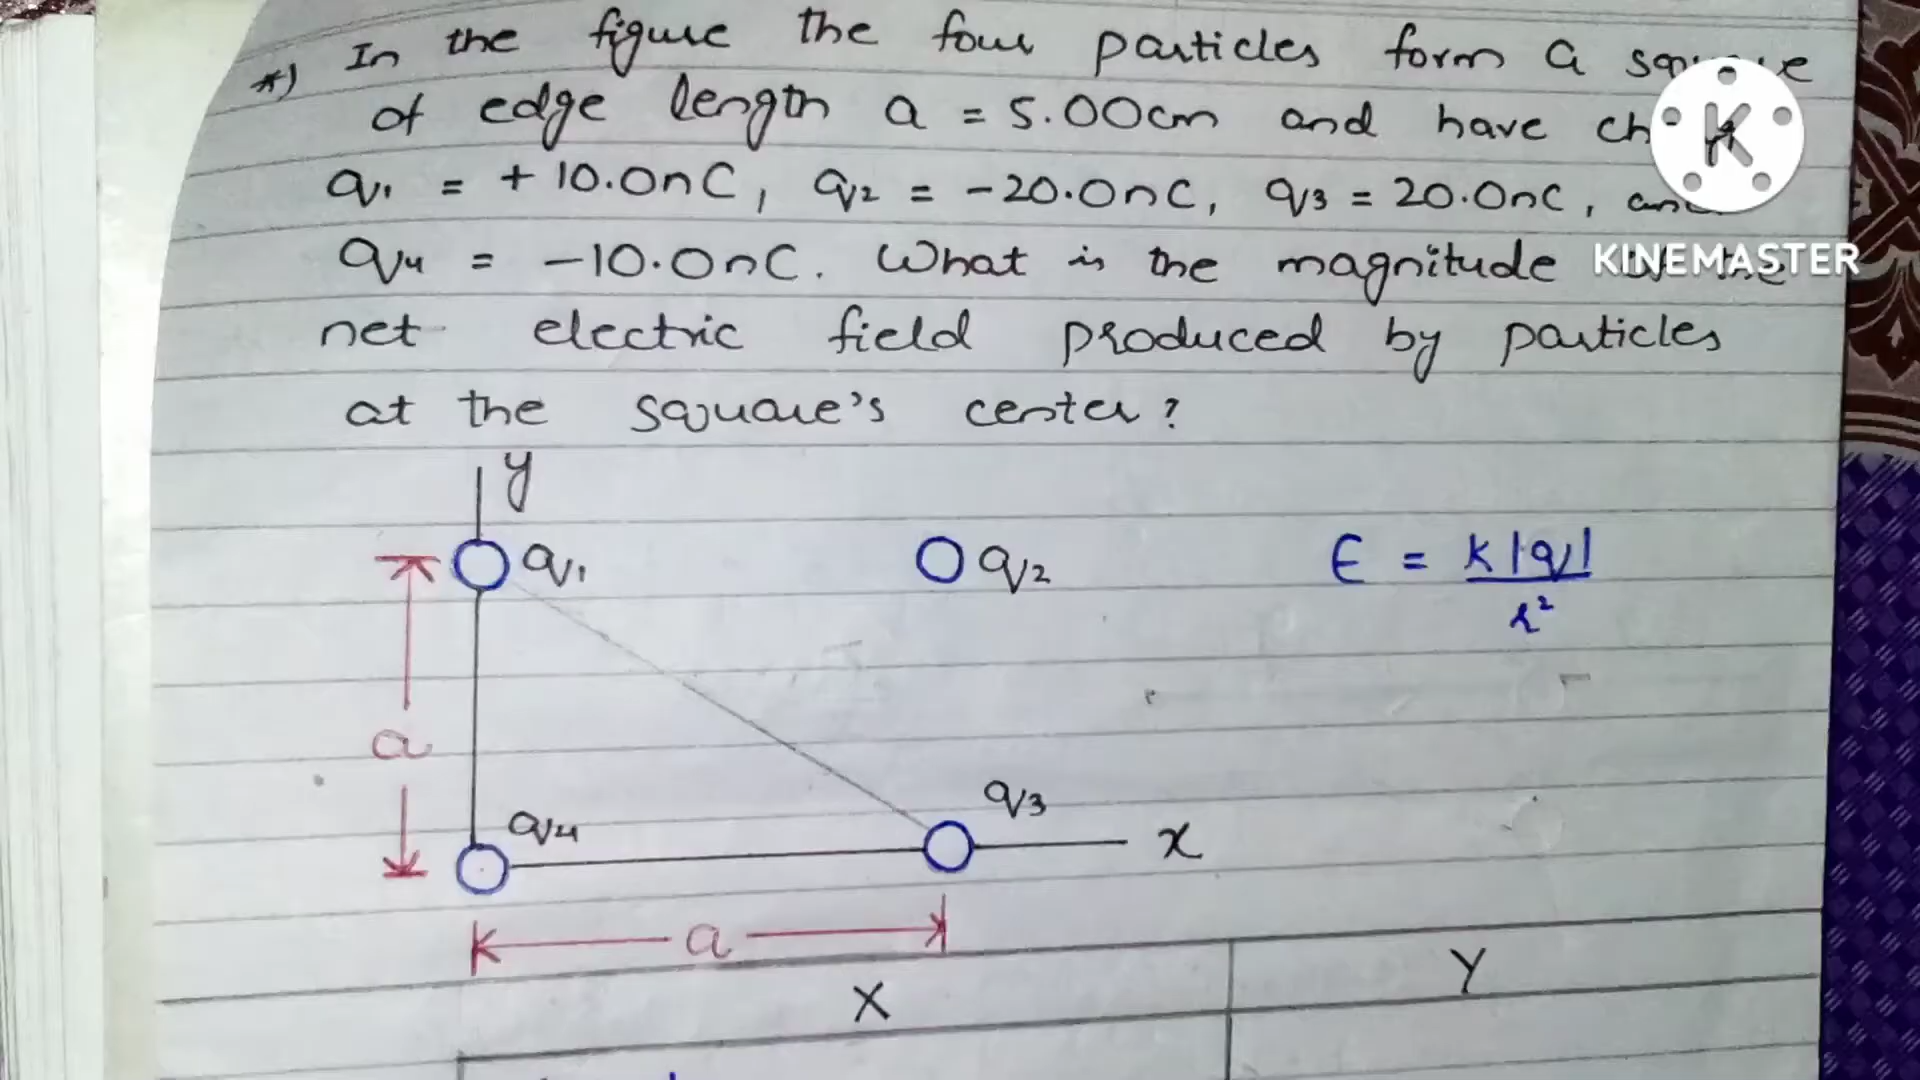 *) In the figure the four particles form a
of edge length a = 5.00cm and have
q1 = +10.0nC, q2 = -20.0nC, q3 = 20.0nC,
q4 = -10.0nC. What is the magnitude
net electric field produced by particles
at the square's center?
K
KINEMASTER
y
q1
q2
E = k|q|
r²
a
q4
q3
x
a
X
Y